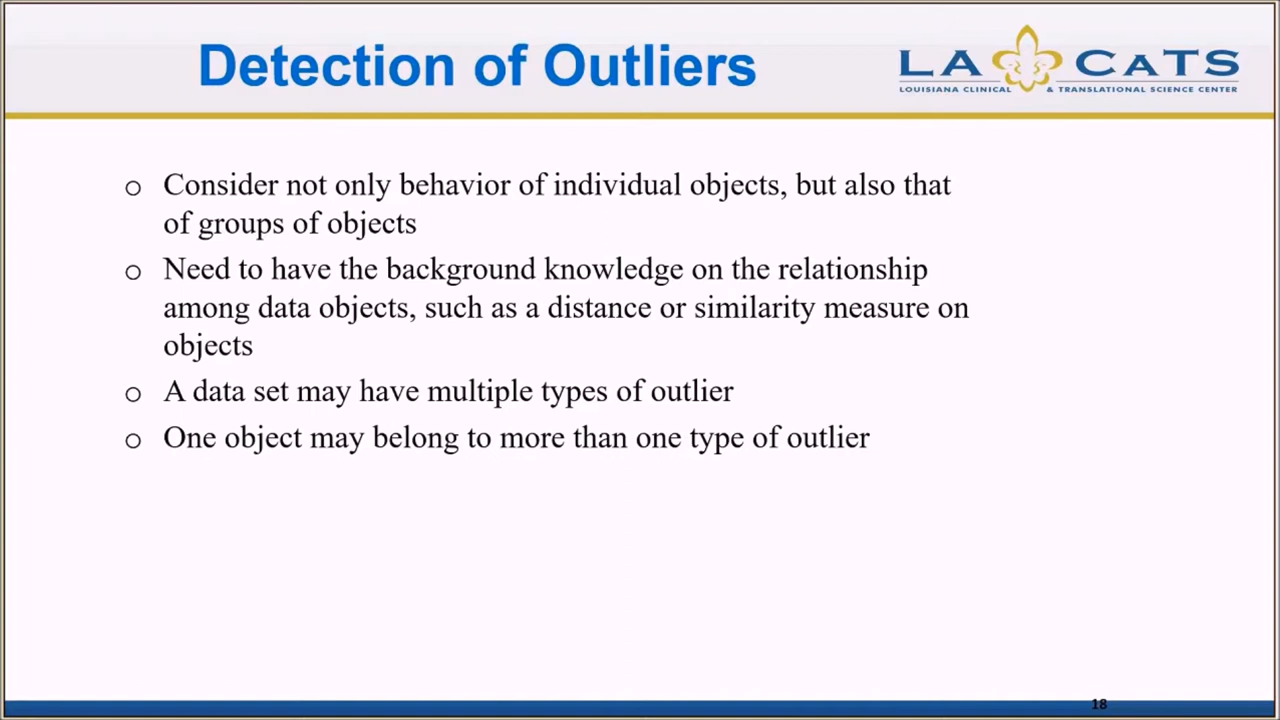 Detection of Outliers
LA CATS
LOUISIANA CLINICAL & TRANSLATIONAL SCIENCE CENTER
o Consider not only behavior of individual objects, but also that
of groups of objects
o Need to have the background knowledge on the relationship
among data objects, such as a distance or similarity measure on
objects
o A data set may have multiple types of outlier
o One object may belong to more than one type of outlier
18